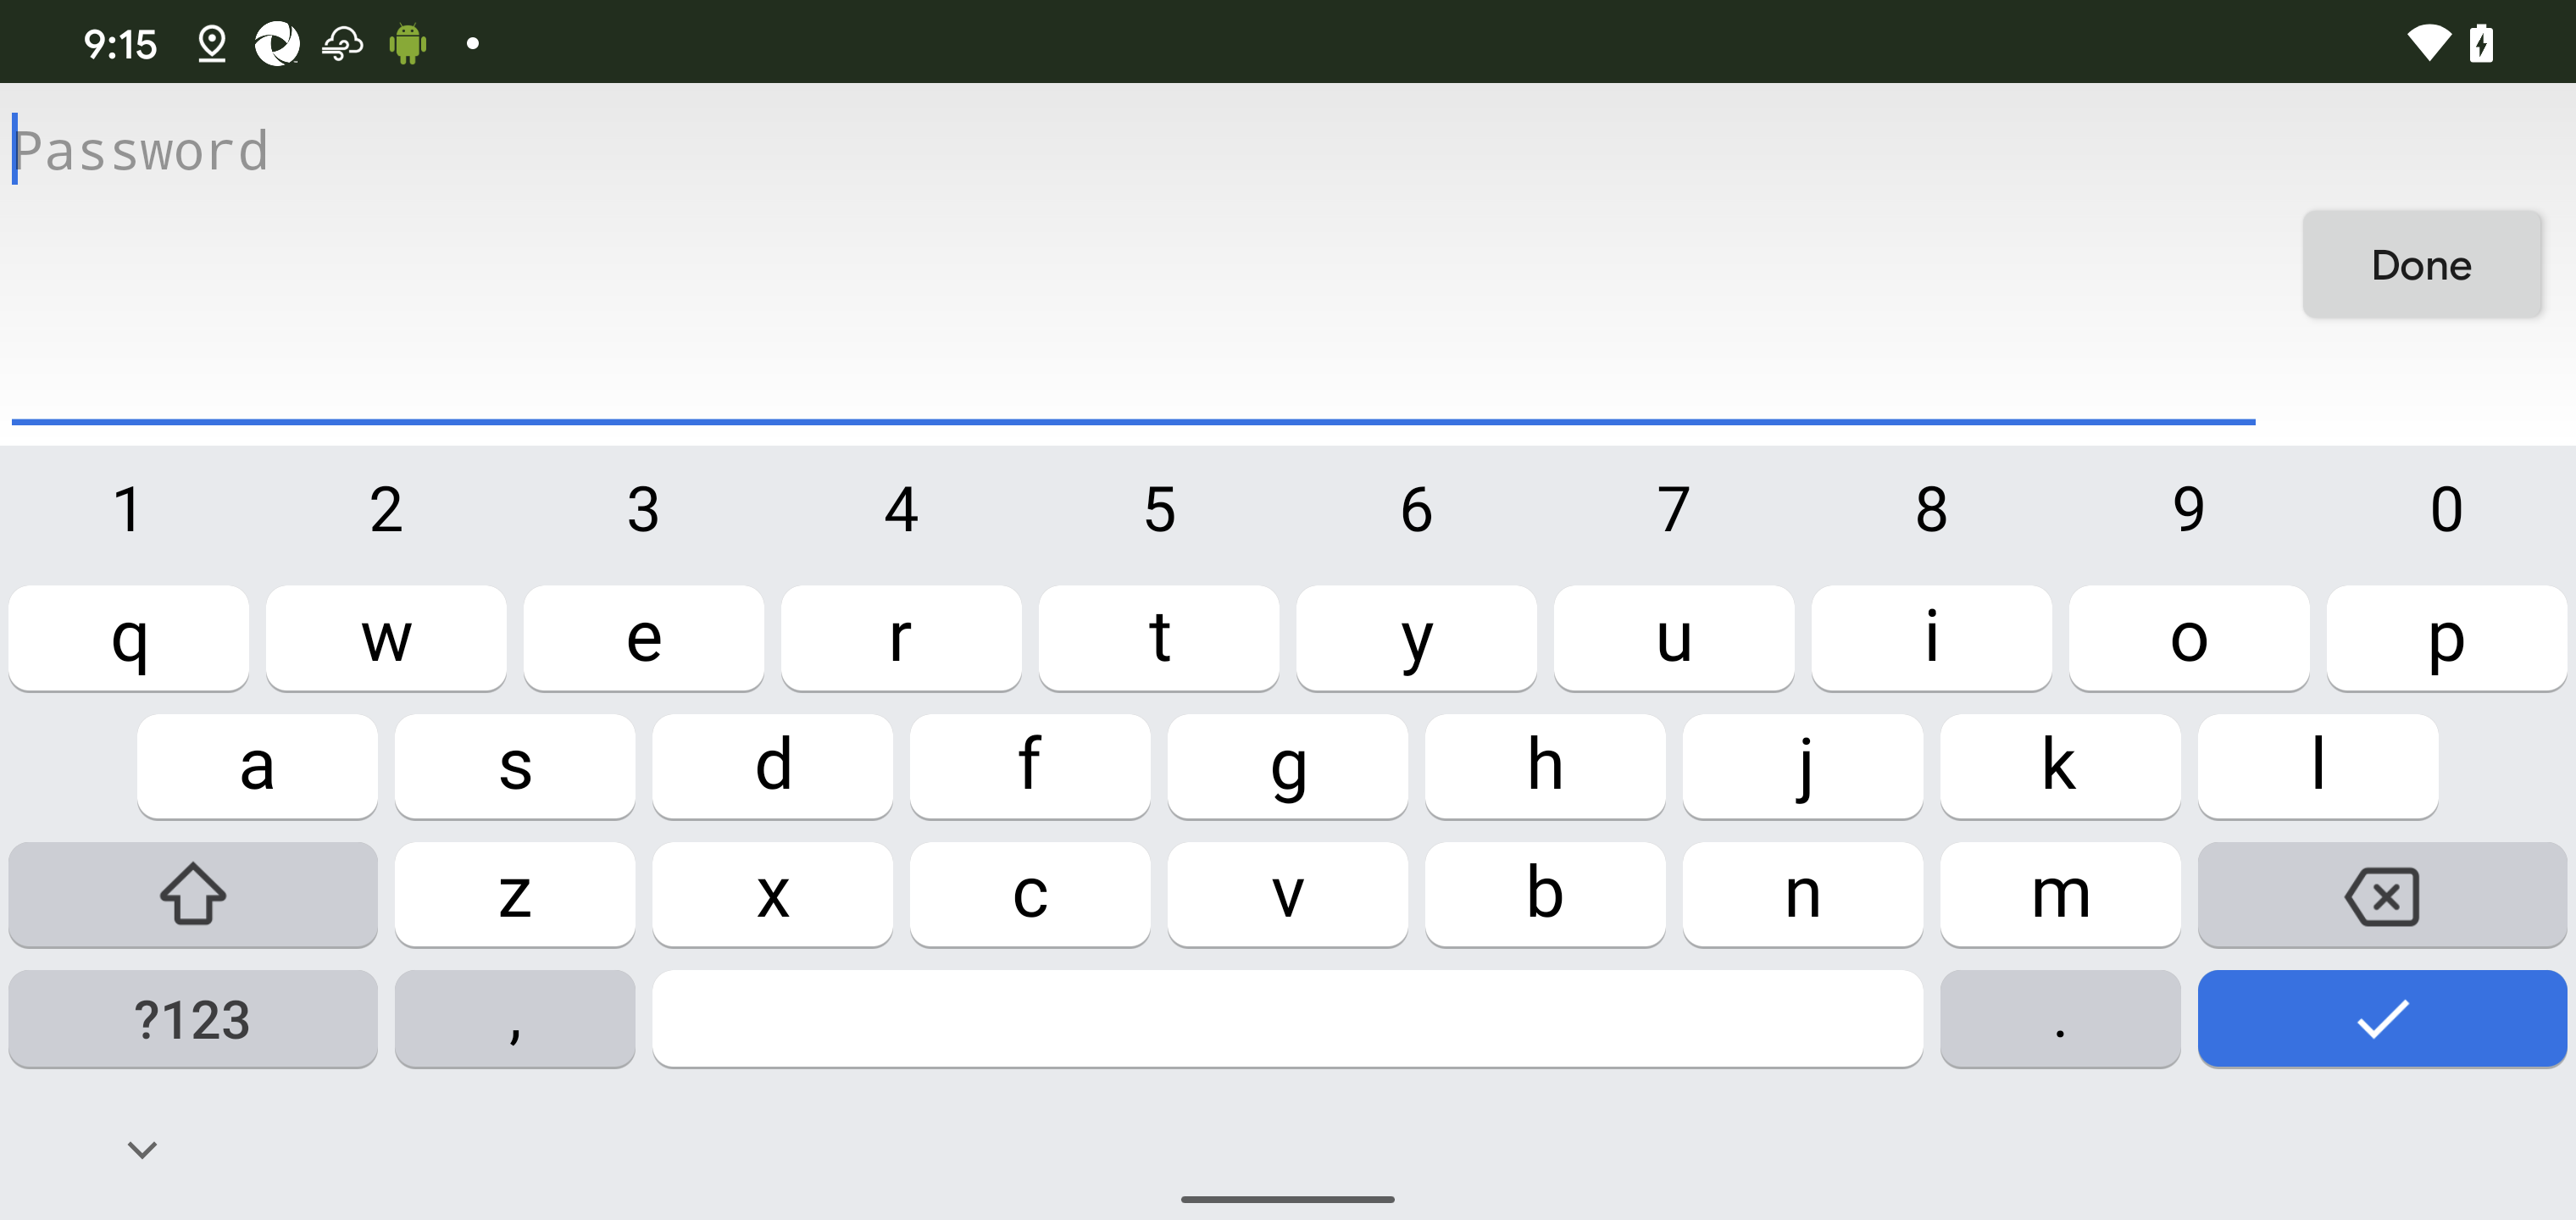 9:15
Password
Done
1 2 3 4 5 6 7 8 9 0
q w e r t y u i o p
a s d f g h j k l
z x c v b n m
?123 , .